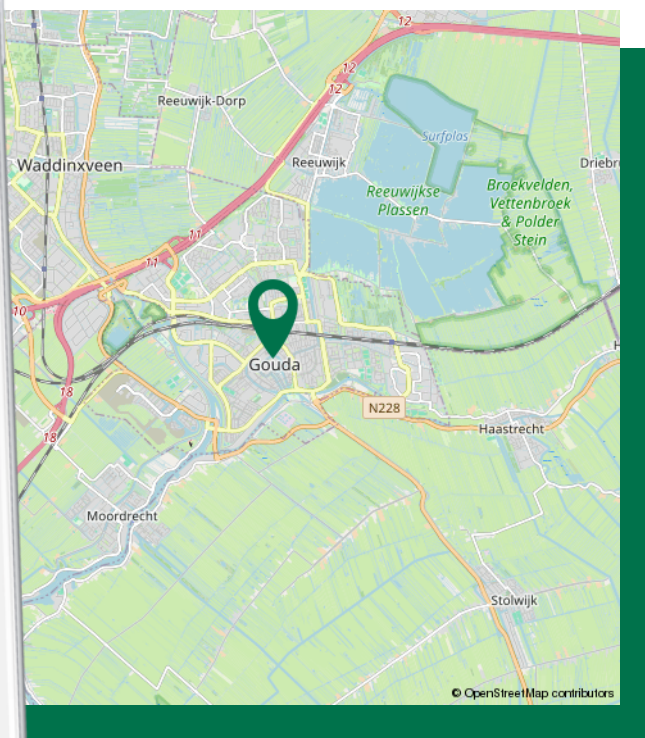 12
12
12
Reeuwijk-Dorp
Surfplas
Waddinxveen
Reeuwijk
Reeuwijkse
Plassen
Broekvelden,
Vettenbroek
& Polder
Stein
11
11
10
Gouda
18
N228
18
Haastrecht
Moordrecht
Stolwijk
© OpenStreetMap contributors